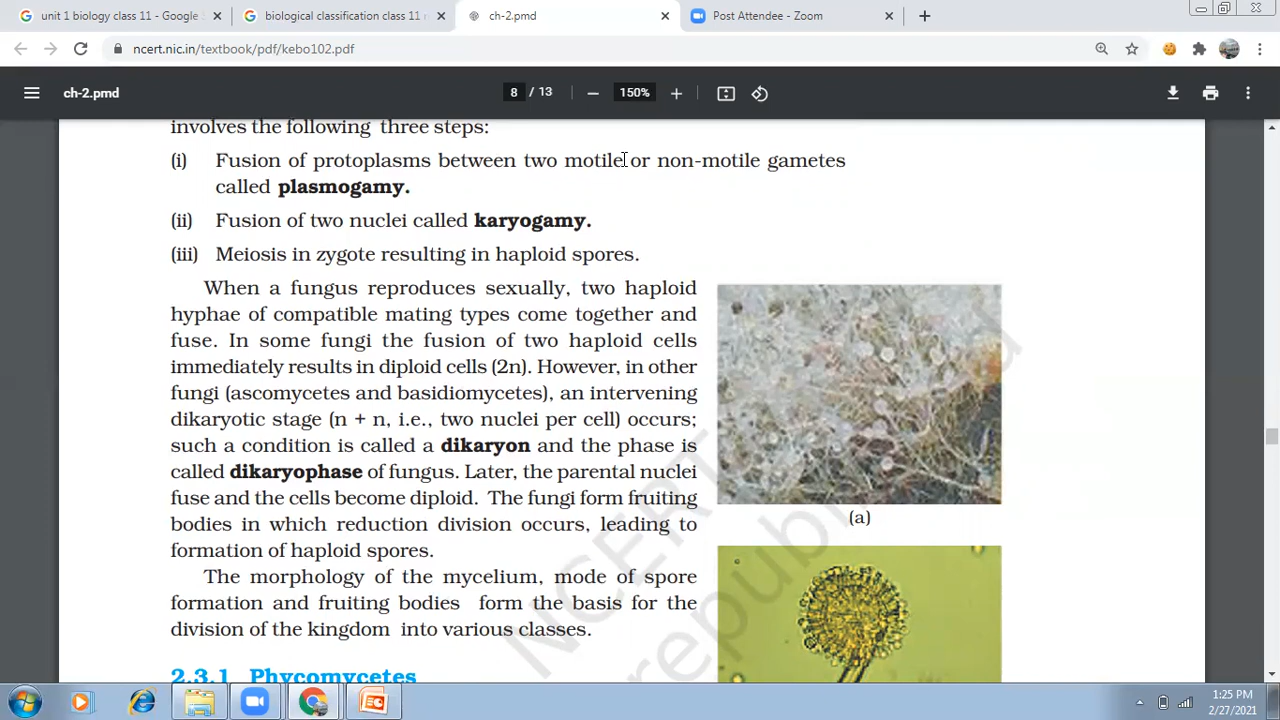 unit 1 biology class 11 - Google S
biological classification class 11 n
ch-2.pmd
Post Attendee - Zoom
ncert.nic.in/textbook/pdf/kebo102.pdf
ch-2.pmd
8 / 13
150%
involves the following three steps:
(i) Fusion of protoplasms between two motile or non-motile gametes
called plasmogamy.
(ii) Fusion of two nuclei called karyogamy.
(iii) Meiosis in zygote resulting in haploid spores.
When a fungus reproduces sexually, two haploid
hyphae of compatible mating types come together and
fuse. In some fungi the fusion of two haploid cells
immediately results in diploid cells (2n). However, in other
fungi (ascomycetes and basidiomycetes), an intervening
dikaryotic stage (n + n, i.e., two nuclei per cell) occurs;
such a condition is called a dikaryon and the phase is
called dikaryophase of fungus. Later, the parental nuclei
fuse and the cells become diploid. The fungi form fruiting
bodies in which reduction division occurs, leading to
formation of haploid spores.
The morphology of the mycelium, mode of spore
formation and fruiting bodies form the basis for the
division of the kingdom into various classes.
2.3.1 Phycomycetes
(a)
NCERT
republished
1:25 PM
2/27/2021